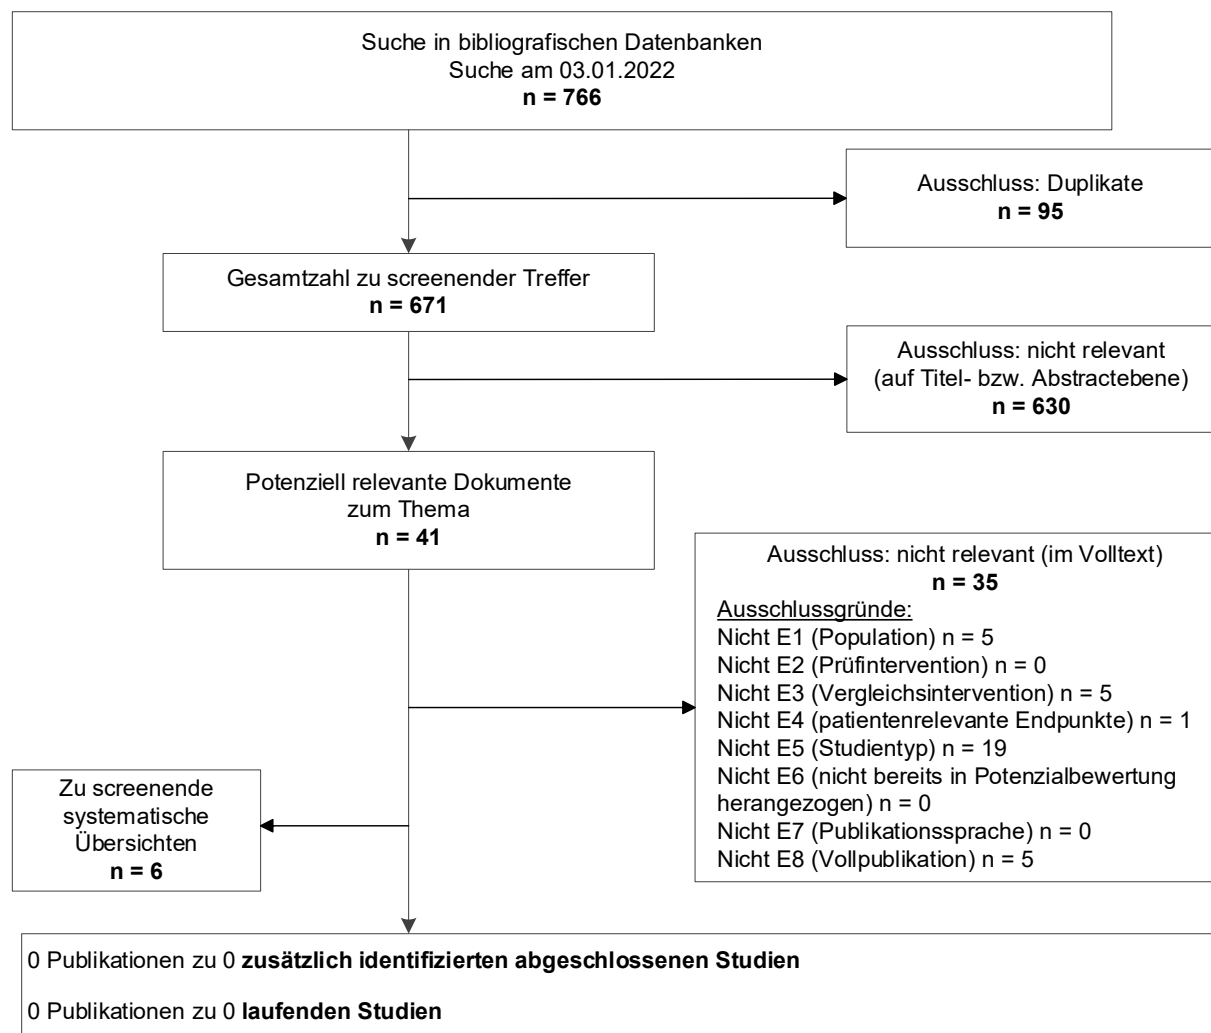 Suche in bibliografischen Datenbanken
Suche am 03.01.2022
n = 766
Ausschluss: Duplikate
n = 95
Gesamtzahl zu screenender Treffer
n = 671
Ausschluss: nicht relevant
(auf Titel- bzw. Abstractebene)
n = 630
Potenziell relevante Dokumente
zum Thema
n = 41
Ausschluss: nicht relevant (im Volltext)
n = 35
Ausschlussgründe:
Nicht E1 (Population) n = 5
Nicht E2 (Prüfintervention) n = 0
Nicht E3 (Vergleichsintervention) n = 5
Nicht E4 (patientenrelevante Endpunkte) n = 1
Nicht E5 (Studientyp) n = 19
Nicht E6 (nicht bereits in Potenzialbewertung
herangezogen) n = 0
Nicht E7 (Publikationssprache) n = 0
Nicht E8 (Vollpublikation) n = 5
Zu screenende
systematische
Übersichten
n = 6
0 Publikationen zu 0 zusätzlich identifizierten abgeschlossenen Studien
0 Publikationen zu 0 laufenden Studien